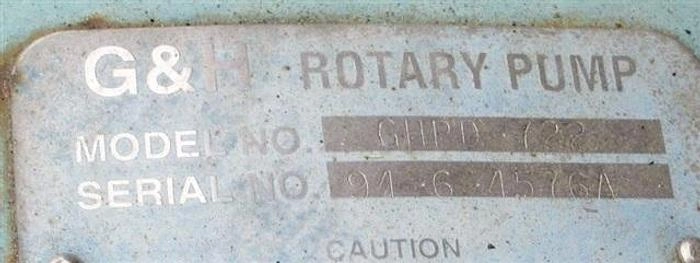 G&H ROTARY PUMP
MODEL NO. GHPD 722
SERIAL NO. 94-6 4576A
CAUTION